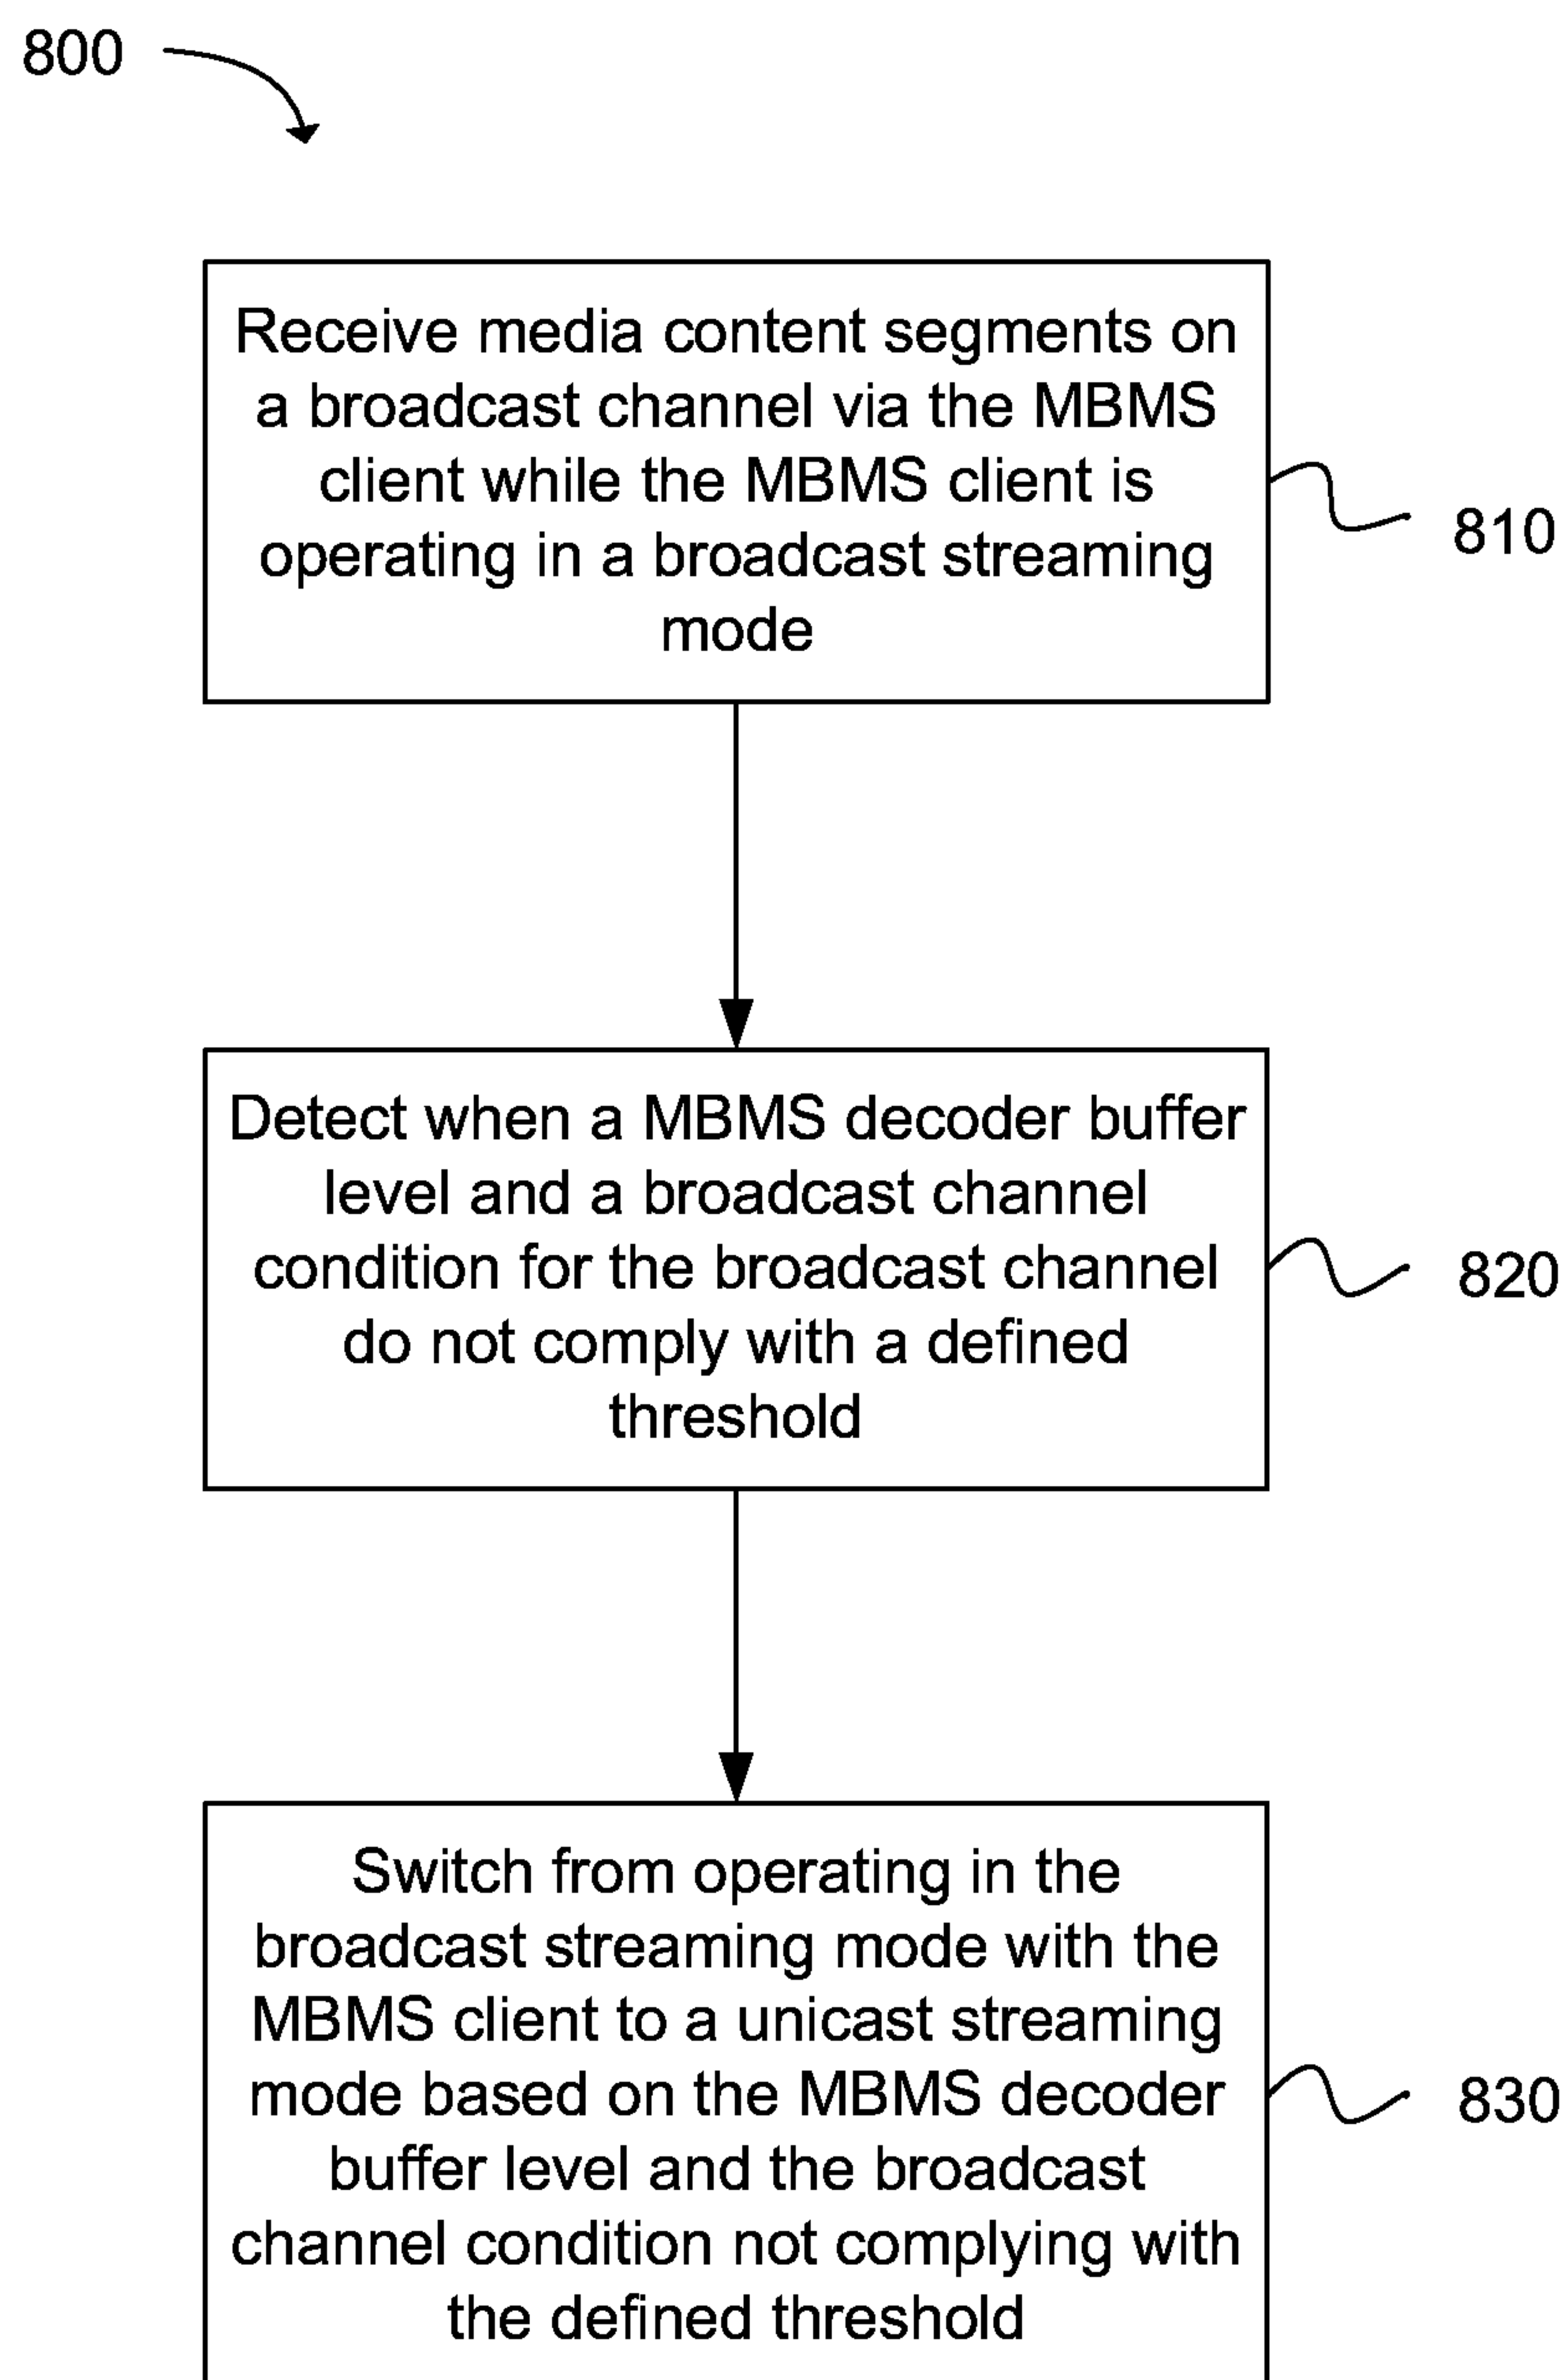 800
Receive media content segments on
a broadcast channel via the MBMS
client while the MBMS client is
operating in a broadcast streaming
mode
810
Detect when a MBMS decoder buffer
level and a broadcast channel
condition for the broadcast channel
do not comply with a defined
threshold
820
Switch from operating in the
broadcast streaming mode with the
MBMS client to a unicast streaming
mode based on the MBMS decoder
buffer level and the broadcast
channel condition not complying with
the defined threshold
830